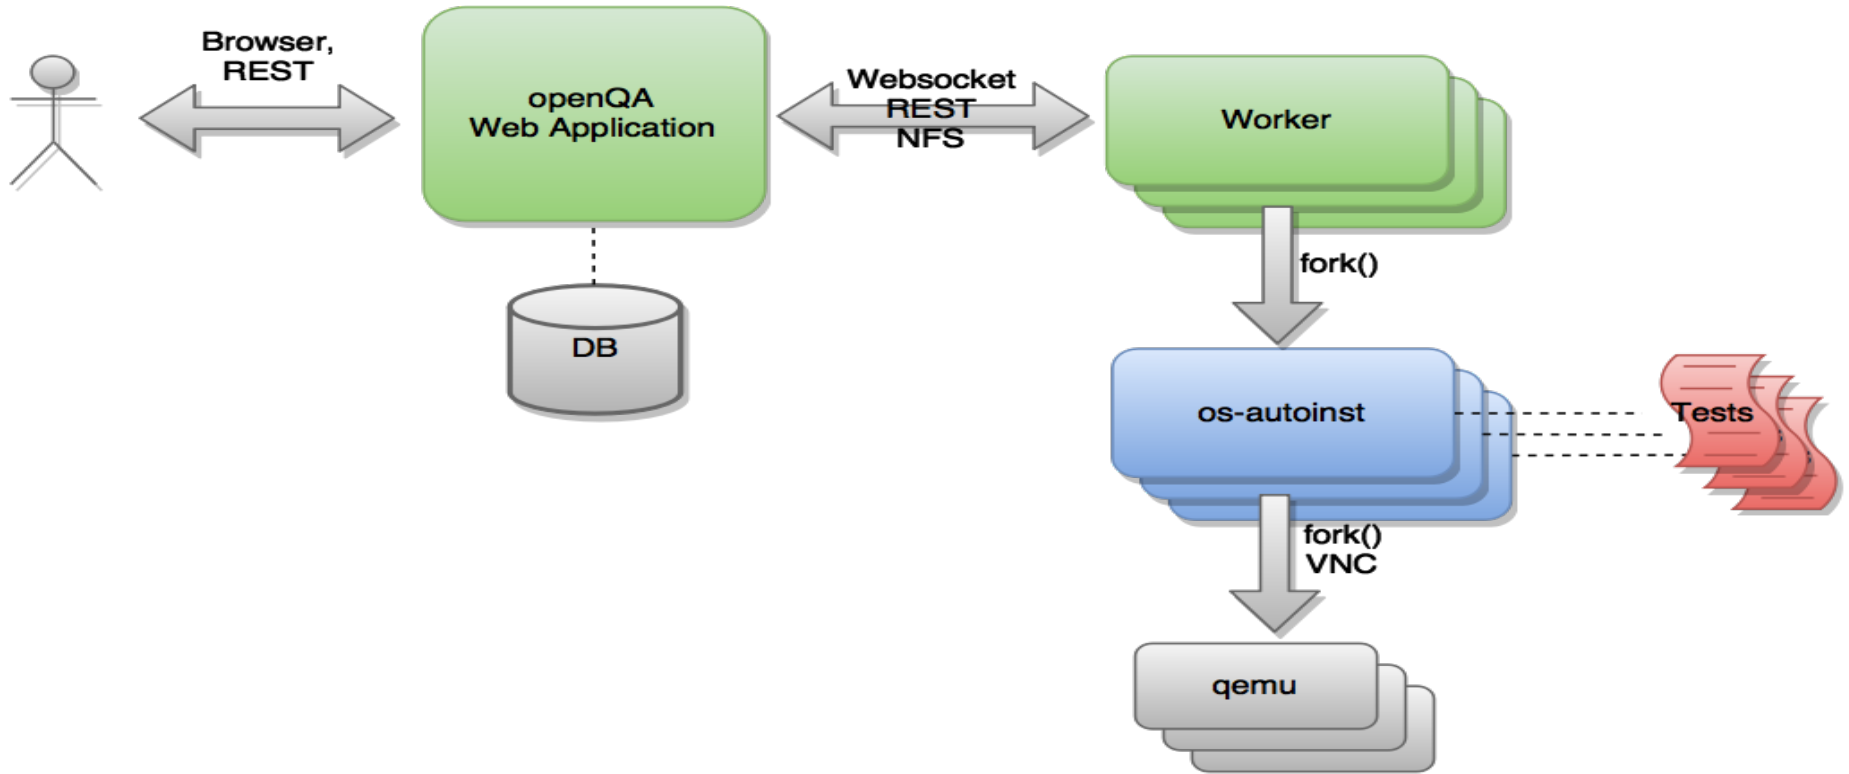 Browser,
REST
openQA
Web Application
Websocket
REST
NFS
Worker
fork()
DB
os-autoinst
Tests
fork()
VNC
qemu